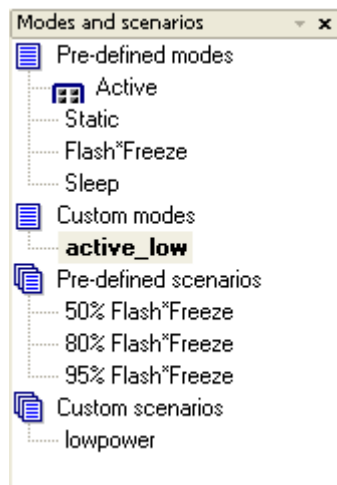 Modes and scenarios
Pre-defined modes
Active
Static
Flash*Freeze
Sleep
Custom modes
active_low
Pre-defined scenarios
50% Flash*Freeze
80% Flash*Freeze
95% Flash*Freeze
Custom scenarios
lowpower